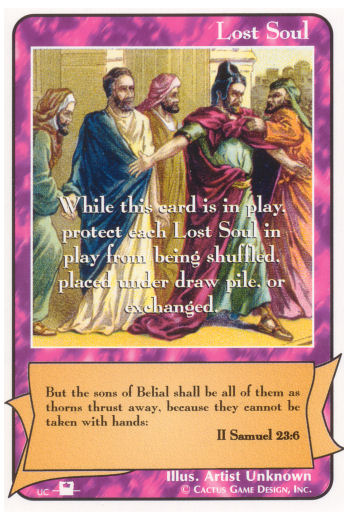 Lost Soul
While this card is in play,
protect each Lost Soul in
play from being shuffled,
placed under draw pile, or
exchanged.
But the sons of Belial shall be all of them as
thorns thrust away, because they cannot be
taken with hands:
II Samuel 23:6
Illus. Artist Unknown
UC
© Cactus Game Design, Inc.